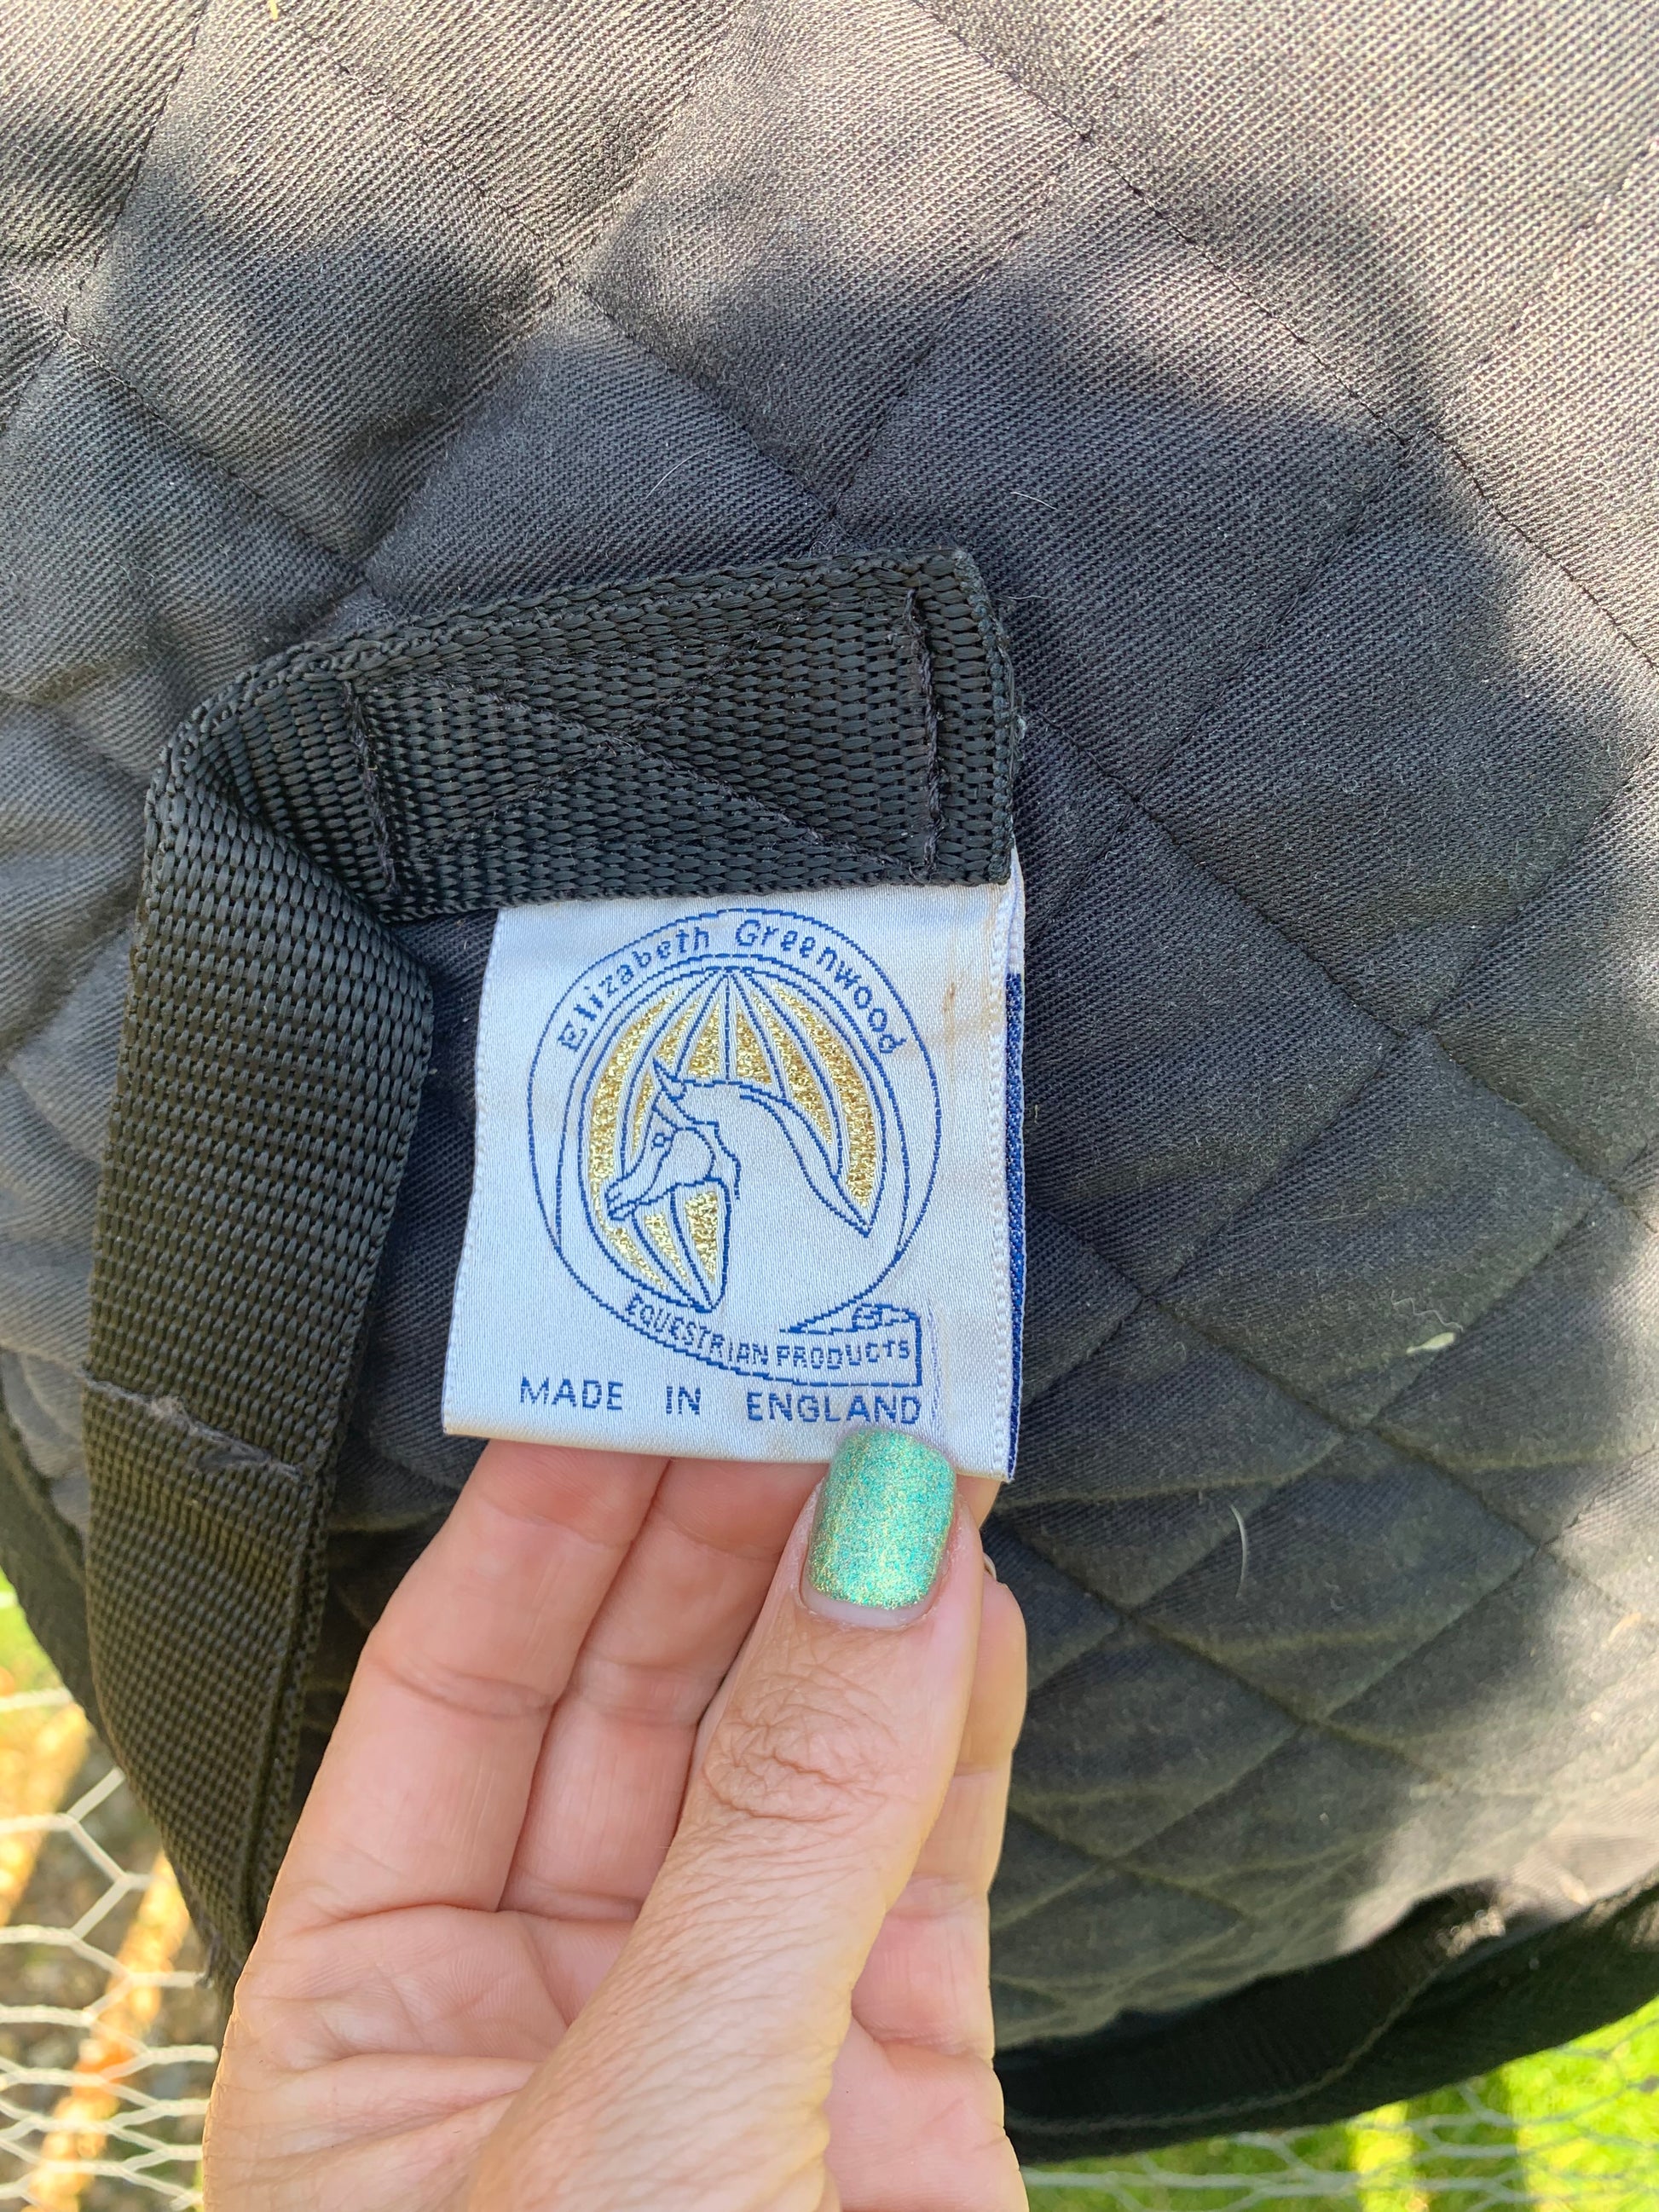 Elizabeth Greenwood
EQUESTRIAN PRODUCTS
MADE IN ENGLAND